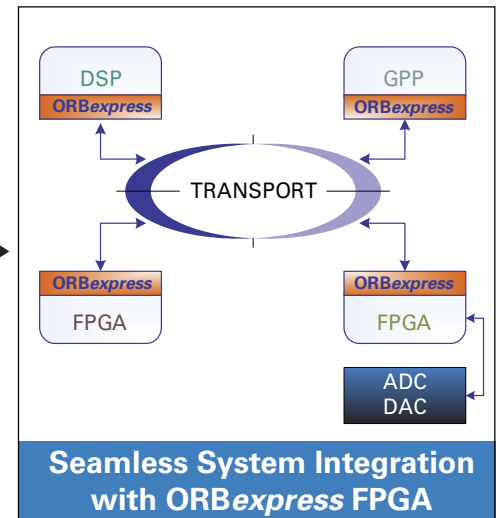 DSP
ORBexpress
GPP
ORBexpress
TRANSPORT
ORBexpress
FPGA
ORBexpress
FPGA
ADC
DAC
Seamless System Integration
with ORBexpress FPGA